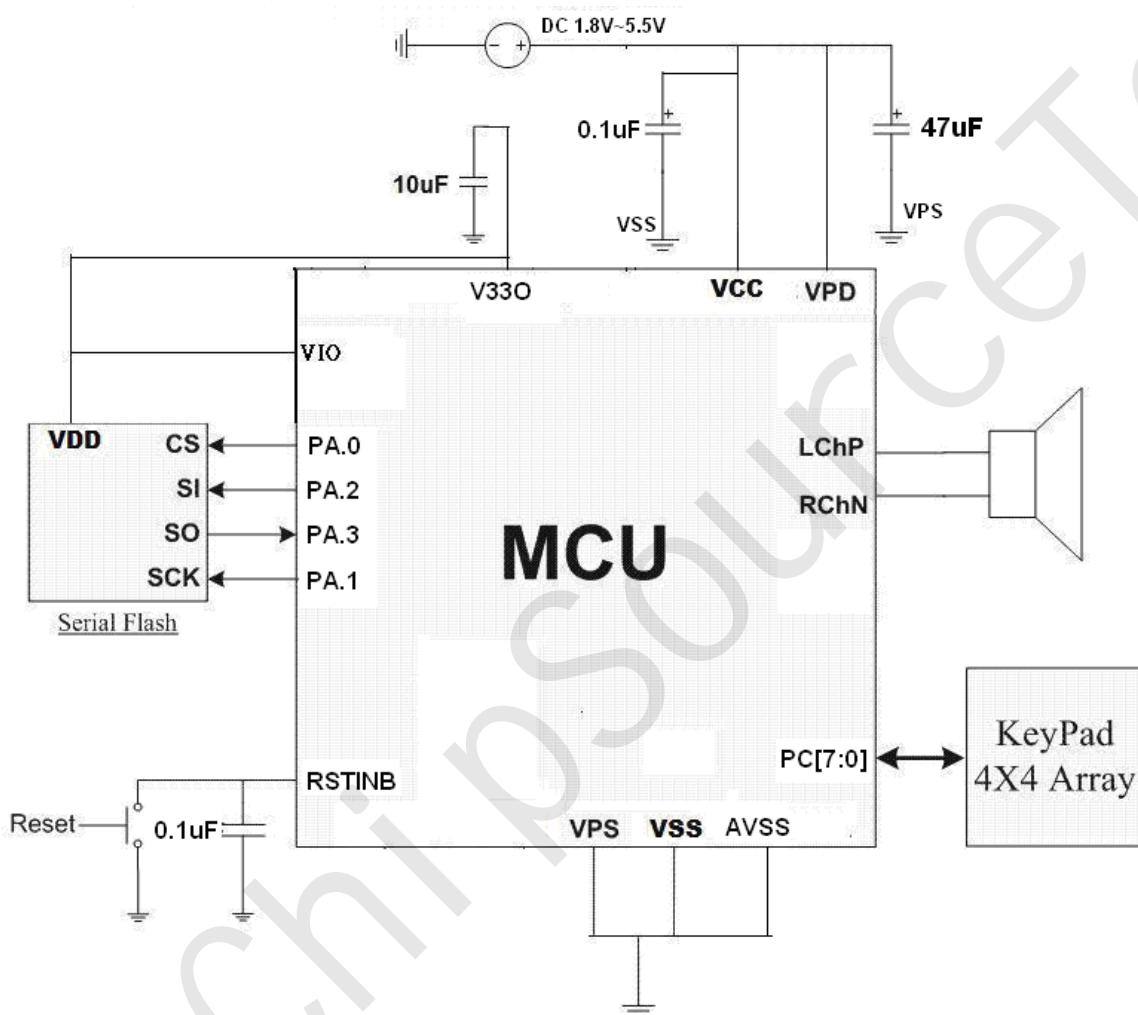 DC 1.8V~5.5V
0.1uF
47uF
10uF
VSS
VPS
V33O
VCC
VPD
VIO
VDD
CS
PA.0
SI
PA.2
SO
PA.3
SCK
PA.1
Serial Flash
MCU
LChP
RChN
PC[7:0]
KeyPad
4X4 Array
RSTINB
Reset
0.1uF
VPS
VSS
AVSS